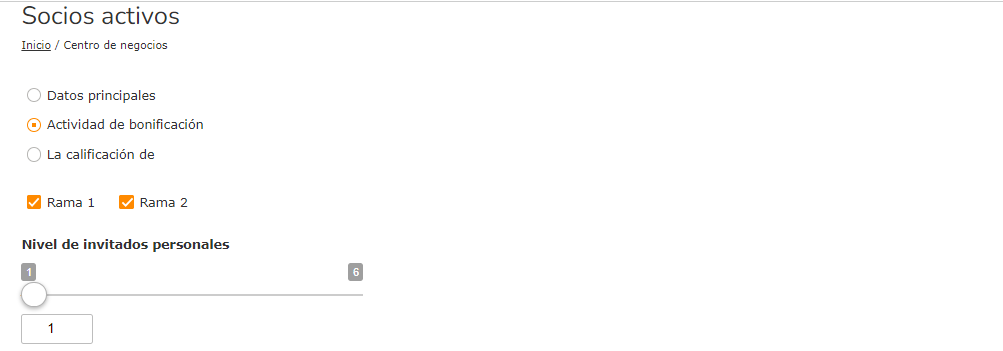 Socios activos
Inicio / Centro de negocios
Datos principales
Actividad de bonificación
La calificación de
Rama 1 Rama 2
Nivel de invitados personales
1 6
1